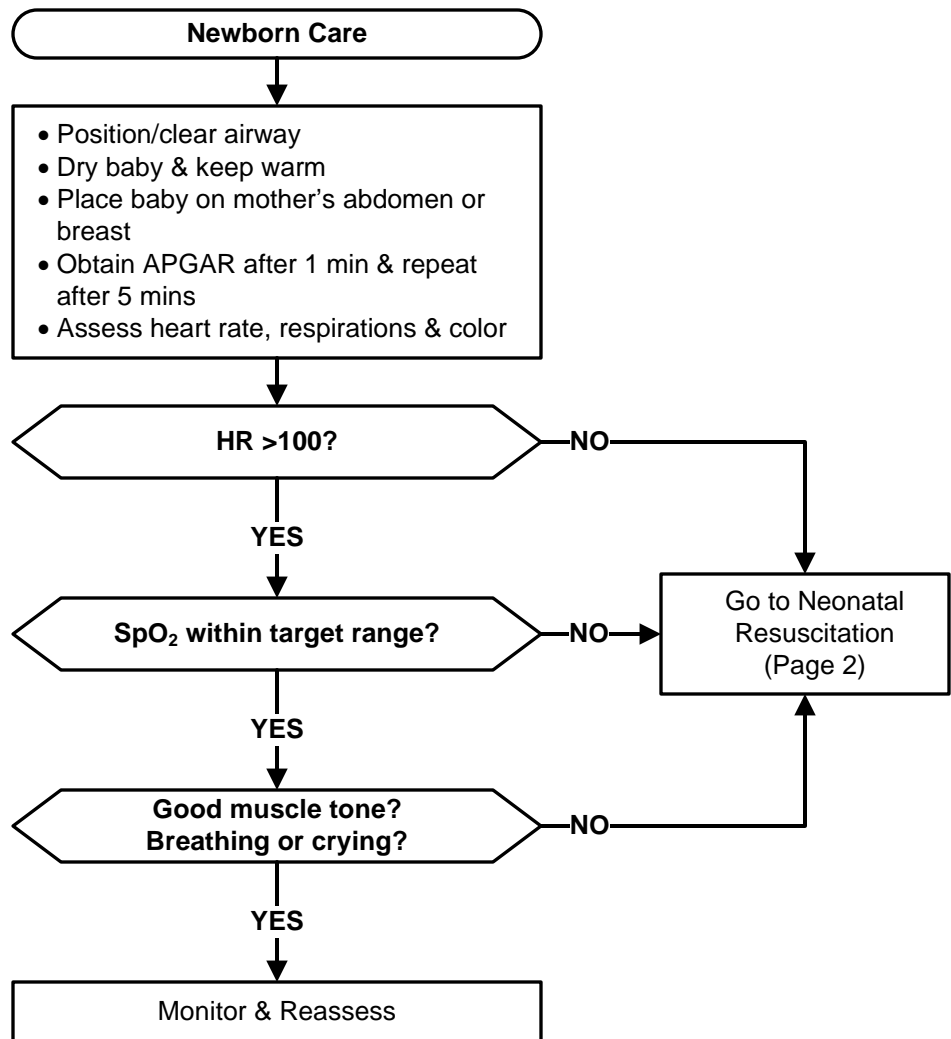 Newborn Care
• Position/clear airway
• Dry baby & keep warm
• Place baby on mother's abdomen or
breast
• Obtain APGAR after 1 min & repeat
after 5 mins
• Assess heart rate, respirations & color
HR >100?
NO
YES
SpO₂ within target range?
NO
Go to Neonatal
Resuscitation
(Page 2)
YES
Good muscle tone?
Breathing or crying?
NO
YES
Monitor & Reassess